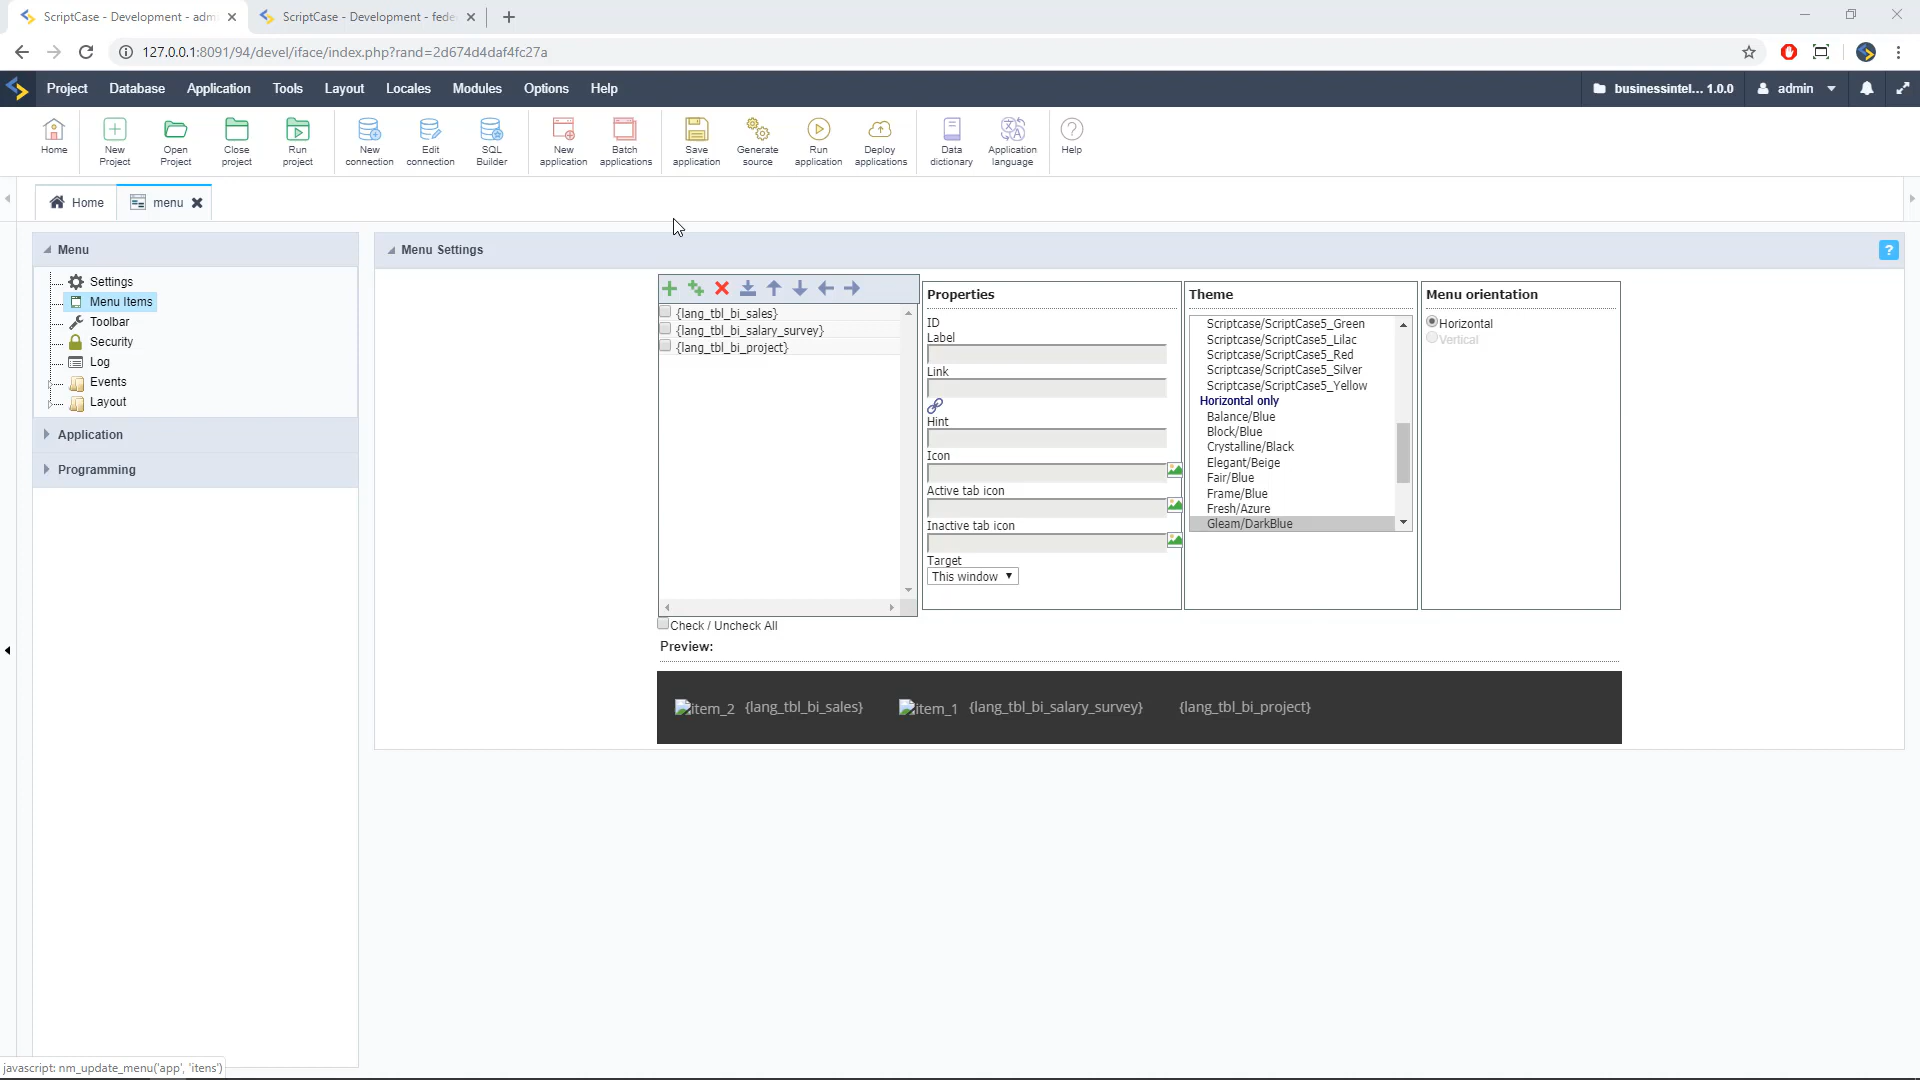 ScriptCase - Development - adm
ScriptCase - Development - fede
127.0.0.1:8091/94/devel/iface/index.php?rand=2d674d4daf4fc27a
Project Database Application Tools Layout Locales Modules Options Help
businessintel... 1.0.0
admin
Home
New Project
Open Project
Close project
Run project
New connection
Edit connection
SQL Builder
New application
Batch applications
Save application
Generate source
Run application
Deploy applications
Data dictionary
Application language
Help
Home
menu
Menu
Settings
Menu Items
Toolbar
Security
Log
Events
Layout
Application
Programming
Menu Settings
?
{lang_tbl_bi_sales}
{lang_tbl_bi_salary_survey}
{lang_tbl_bi_project}
Check / Uncheck All
Properties
ID
Label
Link
Hint
Icon
Active tab icon
Inactive tab icon
Target
This window
Theme
Scriptcase/ScriptCase5_Green
Scriptcase/ScriptCase5_Lilac
Scriptcase/ScriptCase5_Red
Scriptcase/ScriptCase5_Silver
Scriptcase/ScriptCase5_Yellow
Horizontal only
Balance/Blue
Block/Blue
Crystalline/Black
Elegant/Beige
Fair/Blue
Frame/Blue
Fresh/Azure
Gleam/DarkBlue
Menu orientation
Horizontal
Vertical
Preview:
item_2 {lang_tbl_bi_sales} item_1 {lang_tbl_bi_salary_survey} {lang_tbl_bi_project}
javascript: nm_update_menu('app', 'itens')